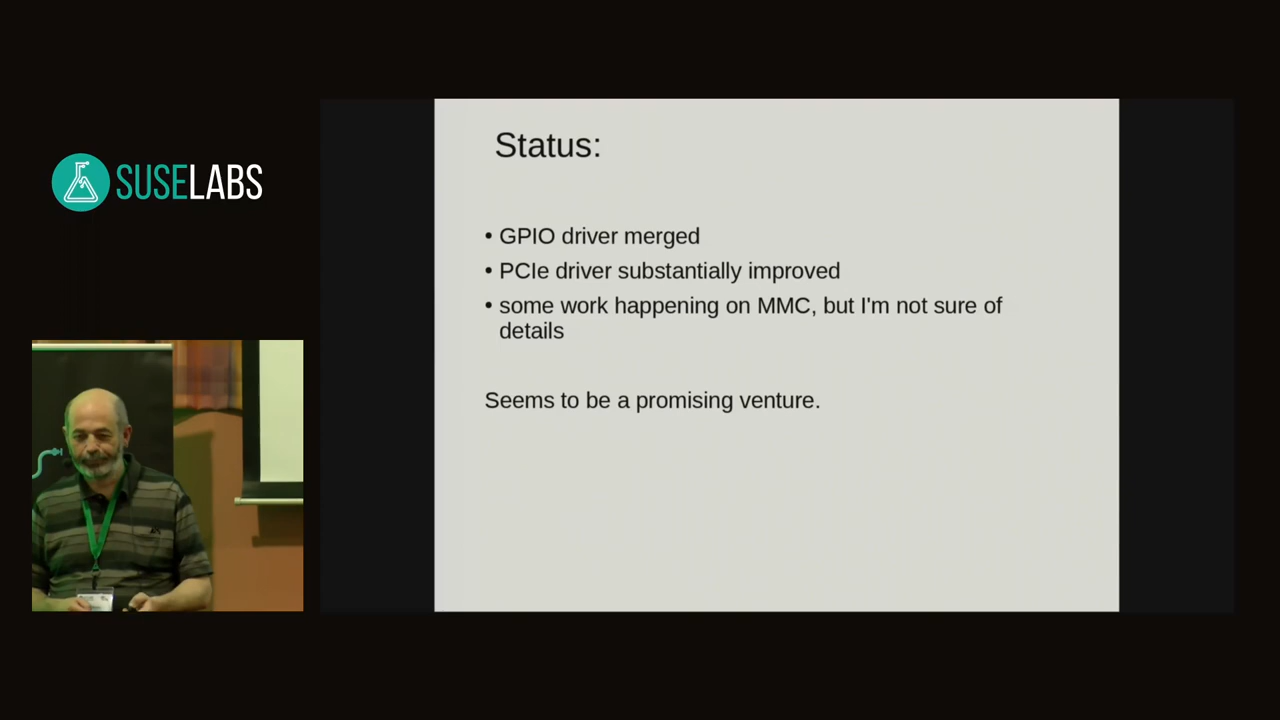 SUSELABS
Status:
• GPIO driver merged
• PCIe driver substantially improved
• some work happening on MMC, but I'm not sure of
details
Seems to be a promising venture.